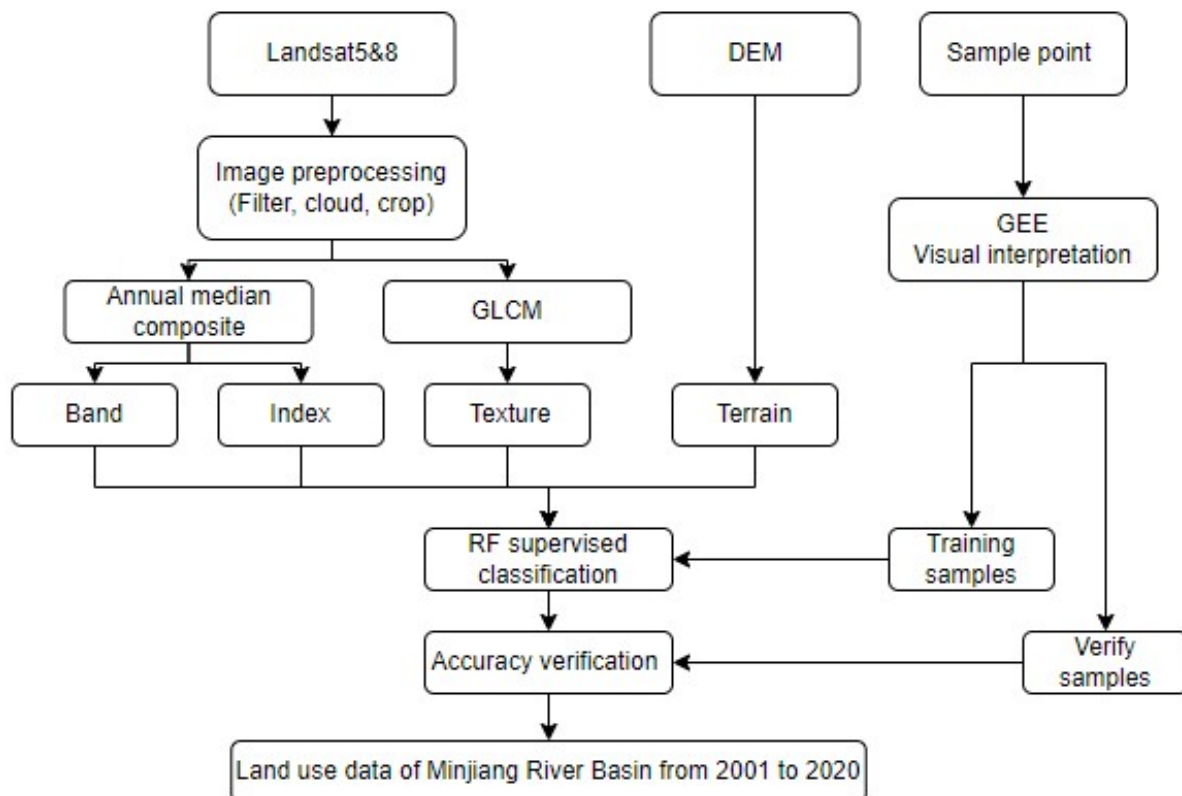 Landsat5&8
DEM
Sample point
Image preprocessing
(Filter, cloud, crop)
GEE
Visual interpretation
Annual median
composite
GLCM
Band
Index
Texture
Terrain
RF supervised
classification
Training
samples
Accuracy verification
Verify
samples
Land use data of Minjiang River Basin from 2001 to 2020